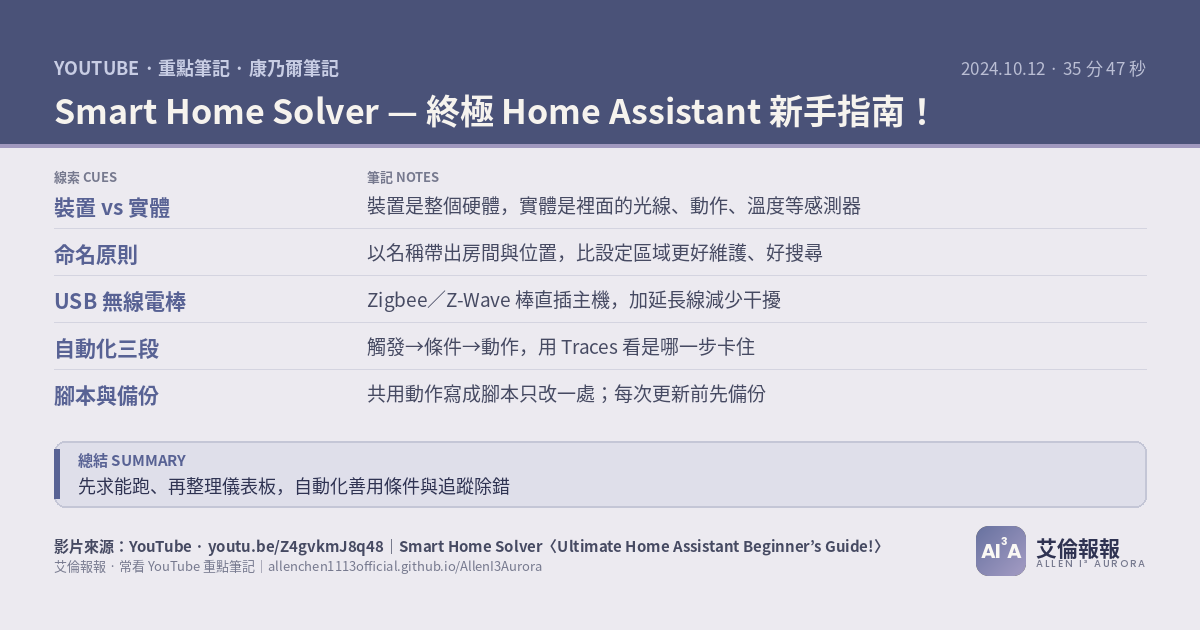 YOUTUBE · 重點筆記 · 康乃爾筆記
2024.10.12 · 35 分 47 秒
Smart Home Solver — 終極 Home Assistant 新手指南！
線索 CUES
筆記 NOTES
裝置 vs 實體
裝置是整個硬體，實體是裡面的光線、動作、溫度等感測器
命名原則
以名稱帶出房間與位置，比設定區域更好維護、好搜尋
USB 無線電棒
Zigbee／Z-Wave 棒直插主機，加延長線減少干擾
自動化三段
觸發→條件→動作，用 Traces 看是哪一步卡住
腳本與備份
共用動作寫成腳本只改一處；每次更新前先備份
總結 SUMMARY
先求能跑、再整理儀表板，自動化善用條件與追蹤除錯
影片來源：YouTube · youtu.be/Z4gvkmJ8q48｜Smart Home Solver〈Ultimate Home Assistant Beginner’s Guide!〉
艾倫報報 · 常看 YouTube 重點筆記｜allenchen1113official.github.io/AllenI3Aurora
AI³A
艾倫報報
ALLEN I³ AURORA